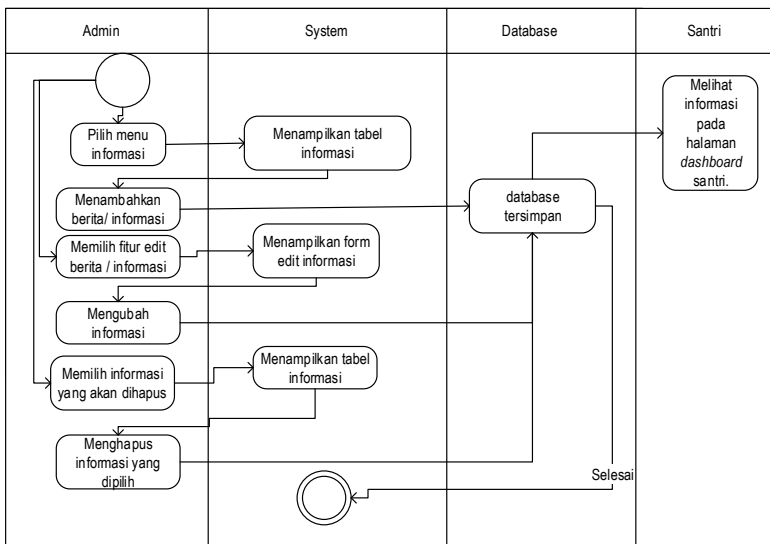 Admin
System
Database
Santri
Pilih menu
informasi
Menampilkan tabel
informasi
Melihat
informasi
pada
halaman
dashboard
santri.
Menambahkan
berita/ informasi
database
tersimpan
Memilih fitur edit
berita / informasi
Menampilkan form
edit informasi
Mengubah
informasi
Memilih informasi
yang akan dihapus
Menampilkan tabel
informasi
Menghapus
informasi yang
dipilih
Selesai